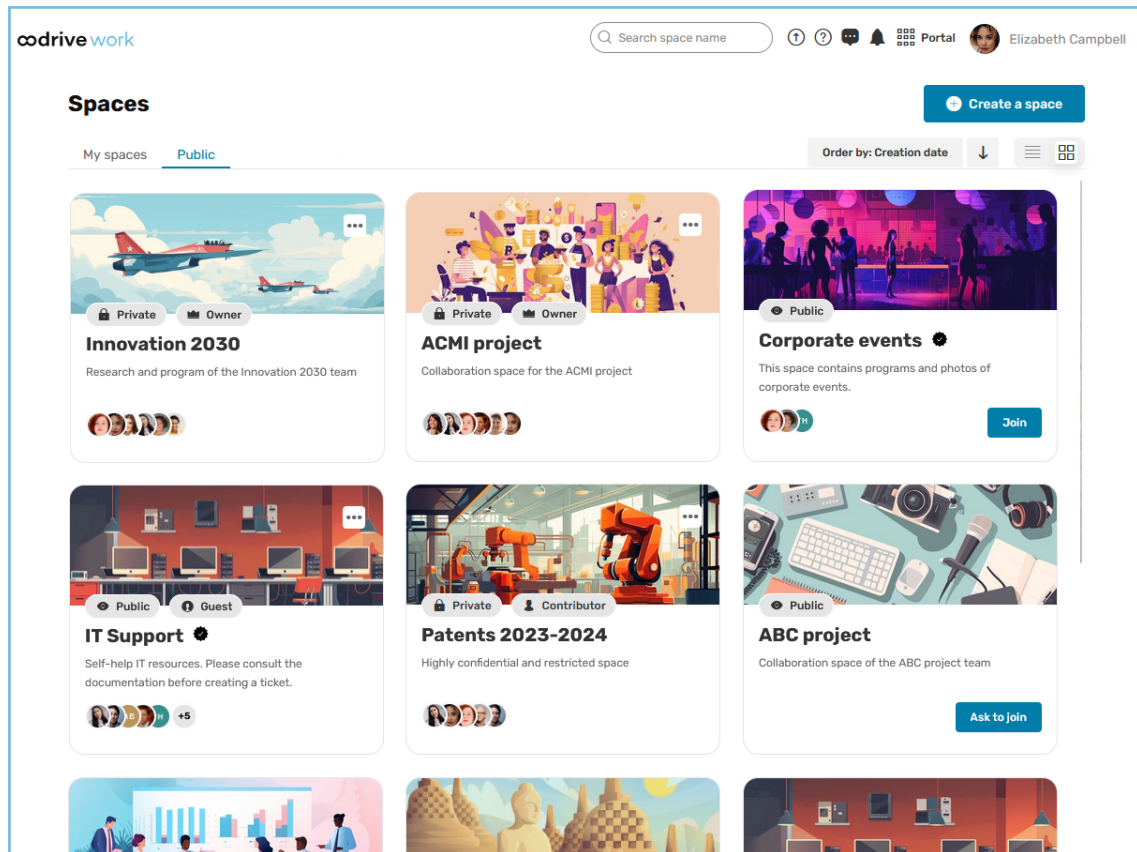 oodrive work
Search space name
Portal
Elizabeth Campbell
Spaces
Create a space
My spaces
Public
Order by: Creation date
Private
Owner
Innovation 2030
Research and program of the Innovation 2030 team
Private
Owner
ACMI project
Collaboration space for the ACMI project
Public
Corporate events
This space contains programs and photos of
corporate events.
Join
Public
Guest
IT Support
Self-help IT resources. Please consult the
documentation before creating a ticket.
+5
Private
Contributor
Patents 2023-2024
Highly confidential and restricted space
Public
ABC project
Collaboration space of the ABC project team
Ask to join